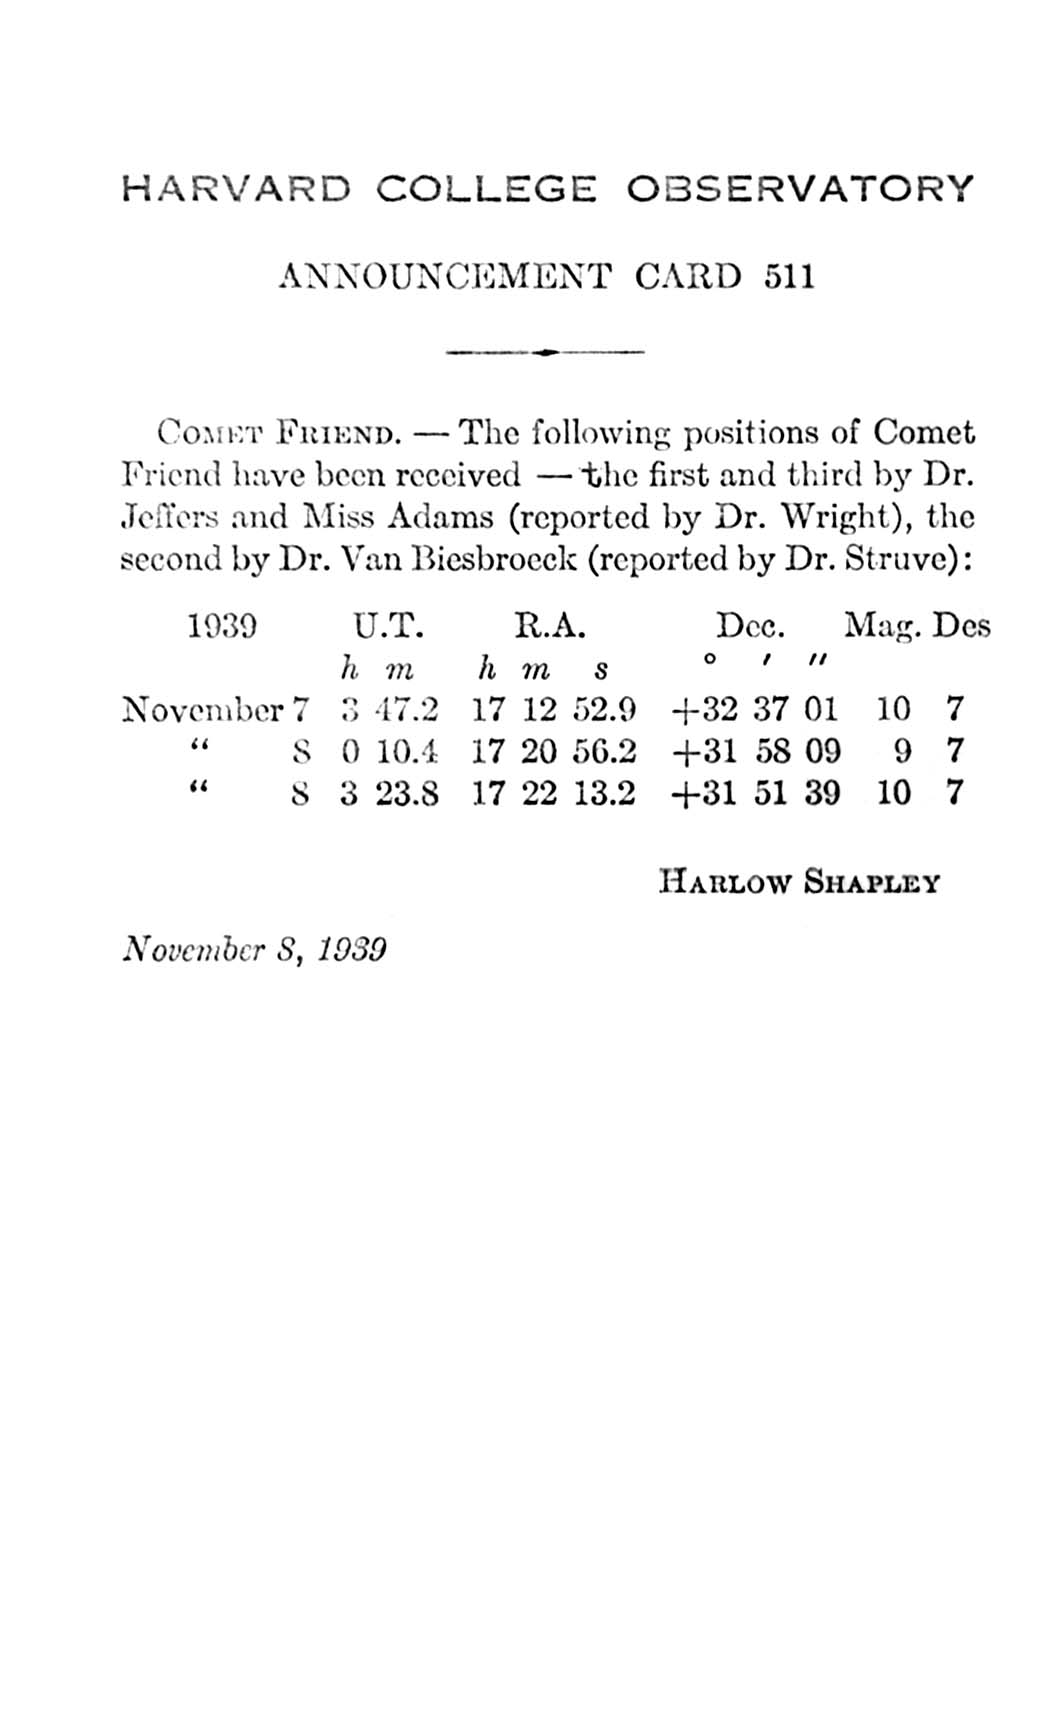 HARVARD COLLEGE OBSERVATORY
ANNOUNCEMENT CARD 511
COMET FRIEND. — The following positions of Comet
Friend have been received — the first and third by Dr.
Jeffers and Miss Adams (reported by Dr. Wright), the
second by Dr. Van Biesbroeck (reported by Dr. Struve):
1939 U.T. R.A. Dec. Mag. Des
h m h m s ° ′ ″
November 7 3 47.2 17 12 52.9 +32 37 01 10 7
“ 8 0 10.4 17 20 56.2 +31 58 09 9 7
“ 8 3 23.8 17 22 13.2 +31 51 39 10 7
HARLOW SHAPLEY
November 8, 1939